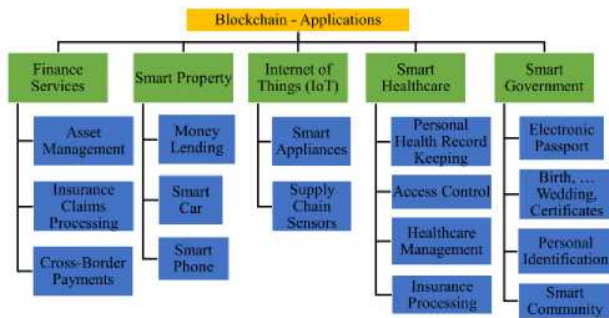 Blockchain - Applications
Finance
Services
Asset
Management
Insurance
Claims
Processing
Cross-Border
Payments
Smart Property
Money
Lending
Smart
Car
Smart
Phone
Internet of
Things (IoT)
Smart
Appliances
Supply
Chain
Sensors
Smart
Healthcare
Personal
Health Record
Keeping
Access Control
Healthcare
Management
Insurance
Processing
Smart
Government
Electronic
Passport
Birth, …
Wedding,
Certificates
Personal
Identification
Smart
Community